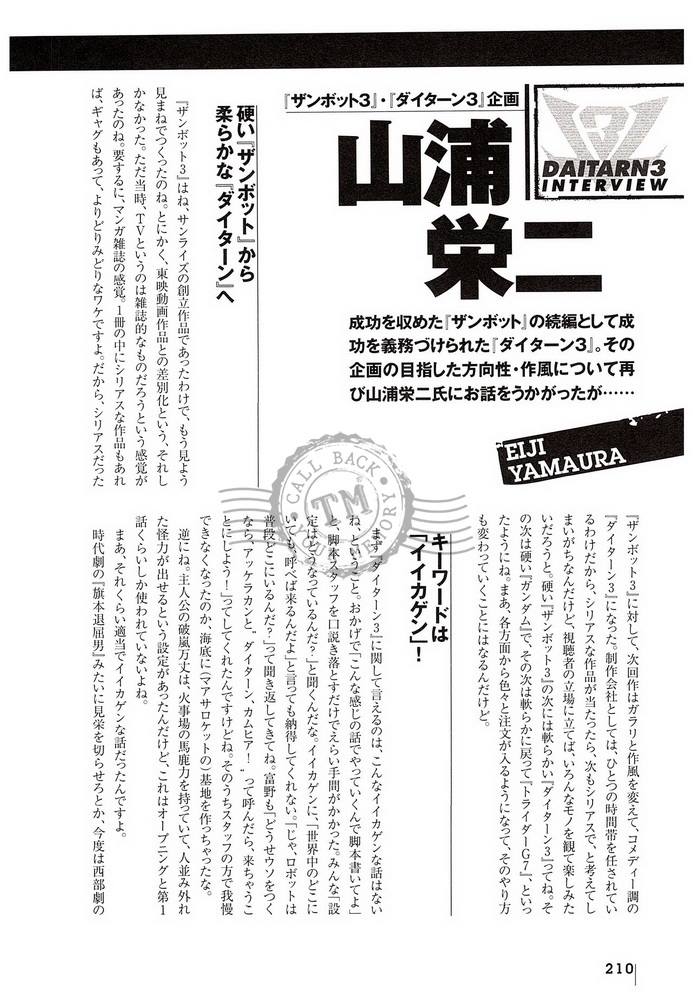 『ザンボット3』・『ダイターン3』企画
山浦
栄二
DAITARN3
INTERVIEW
成功を収めた『ザンボット』の続編として成
功を義務づけられた『ダイターン3』。その
企画の目指した方向性・作風について再
び山浦栄二氏にお話をうかがったが……
EIJI
YAMAURA
硬い『ザンボット』から
柔らかな『ダイターン』へ
『ザンボット3』はね、サンライズの創立作品であったわけで、もう見よう
見まねでつくったのね。とにかく、東映動画作品との差別化という、それし
かなかった。ただ当時、TVというのは雑誌的なものだろうという感覚が
あったのね。要するに、マンガ雑誌の感覚。1冊の中にシリアスな作品もあれ
ば、ギャグもあって、よりどりみどりなワケですよ。だから、シリアスだった
『ザンボット3』に対して、次回作はガラリと作風を変えて、コメディー調の
『ダイターン3』になった。制作会社としては、ひとつの時間帯を任されてい
るわけだから、シリアスな作品が当たったら、次もシリアスで、と考えてし
まいがちなんだけど、視聴者の立場に立てば、いろんなモノを観て楽しみた
いだろうと。硬い『ザンボット3』の次には軟らかい『ダイターン3』ってね。そ
の次は硬い『ガンダム』で、その次は軟らかに戻って『トライダーG7』、といっ
たようにね。まあ、各方面から色々と注文が入るようになって、そのやり方
も変わっていくことにはなるんだけど。
キーワードは
「イイカゲン」！
まず『ダイターン3』に関して言えるのは、こんなイイカゲンな話はない
ね、ということ。おかげで「こんな感じの話でやっていくんで脚本書いてよ」
と、脚本スタッフを口説き落とすだけでえらい手間がかかった。みんな「設
定はどうなっているんだ？」と聞くんだな。イイカゲンに、「世界中のどこに
いても、呼べば来るんだよ」と言っても納得してくれない。「じゃ、ロボットは
普段どこにいるんだ？」って聞き返してきてね。富野も「どうせウソをつく
なら、アッケラカンと、”ダイターン、カムヒア！”って呼んだら、来ちゃうこ
とにしよう！」ってしてくれたんですけどね。そのうちスタッフの方で我慢
できなくなったのか、海底に（マアサロケットの）基地を作っちゃったな。
逆にね。主人公の破嵐万丈は、火事場の馬鹿力を持っていて、人並み外れ
た怪力が出せるという設定があったんだけど、これはオープニングと第1
話くらいしか使われていないよね。
まあ、それくらい適当でイイカゲンな話だったんですよ。
時代劇の『旗本退屈男』みたいに見栄を切らせろとか、今度は西部劇の
CALL BACK
TM
210